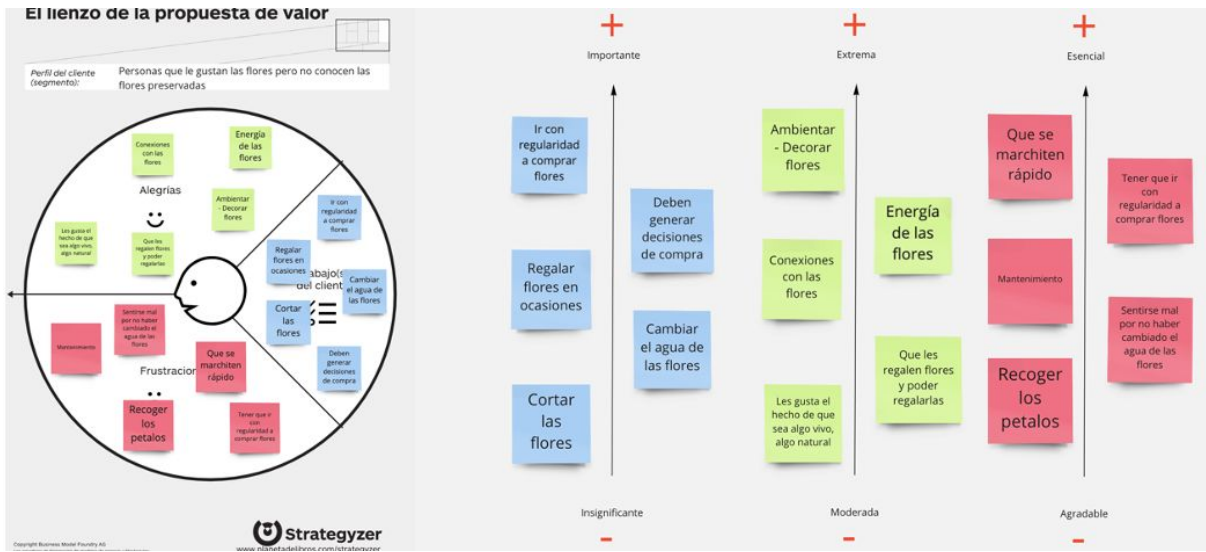 El lienzo de la propuesta de valor
Perfil del cliente
(segmento):
Personas que le gustan las flores pero no conocen las
flores preservadas
Conexiones
con las
flores
Energía
de las
flores
Alegrías
Ambientar
- Decorar
flores
Les gusta el
hecho de que
sea algo vivo,
algo natural
Que les
regalen flores
y poder
regalarlas
Ir con
regularidad
a comprar
flores
Regalar
flores en
ocasiones
abajo(s
del client
Cambiar
el agua de
las flores
Cortar
las
flores
Deben
generar
decisiones
de compra
Sentirse mal
por no haber
cambiado el
agua de las
flores
Mantenimiento
Que se
marchiten
rápido
Frustracion
Recoger
los
petalos
Tener que ir
con
regularidad a
comprar flores
Strategyzer
www.planetadelibros.com/strategyzer
Copyright Business Model Foundry AG
+
Importante
Ir con
regularidad
a comprar
flores
Deben
generar
decisiones
de compra
Regalar
flores en
ocasiones
Cambiar
el agua de
las flores
Cortar
las
flores
Insignificante
-
+
Extrema
Ambientar
- Decorar
flores
Energía
de las
flores
Conexiones
con las
flores
Que les
regalen flores
y poder
regalarlas
Les gusta el
hecho de que
sea algo vivo,
algo natural
Moderada
-
+
Esencial
Que se
marchiten
rápido
Tener que ir
con
regularidad a
comprar flores
Mantenimiento
Sentirse mal
por no haber
cambiado el
agua de las
flores
Recoger
los
petalos
Agradable
-